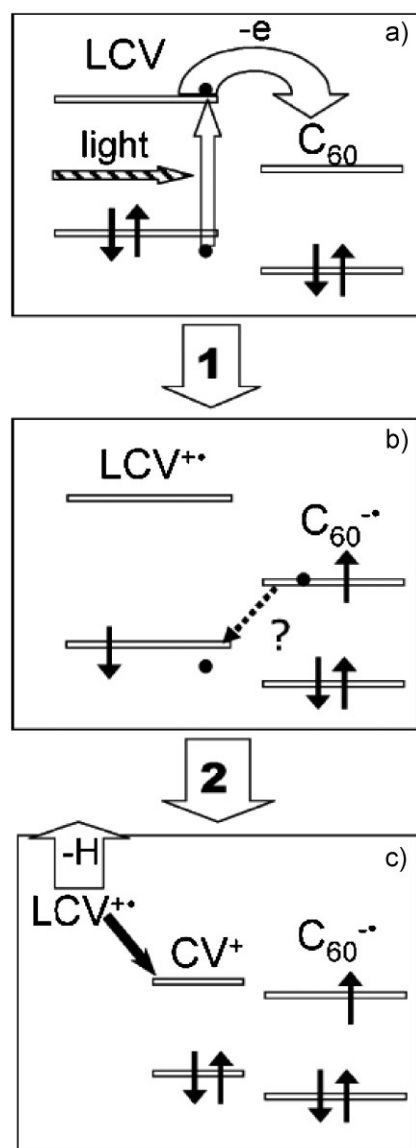 a)
-e
LCV
C₆₀
light
1
b)
LCV⁺•
C₆₀⁻•
?
2
c)
-H
LCV⁺•
CV⁺
C₆₀⁻•